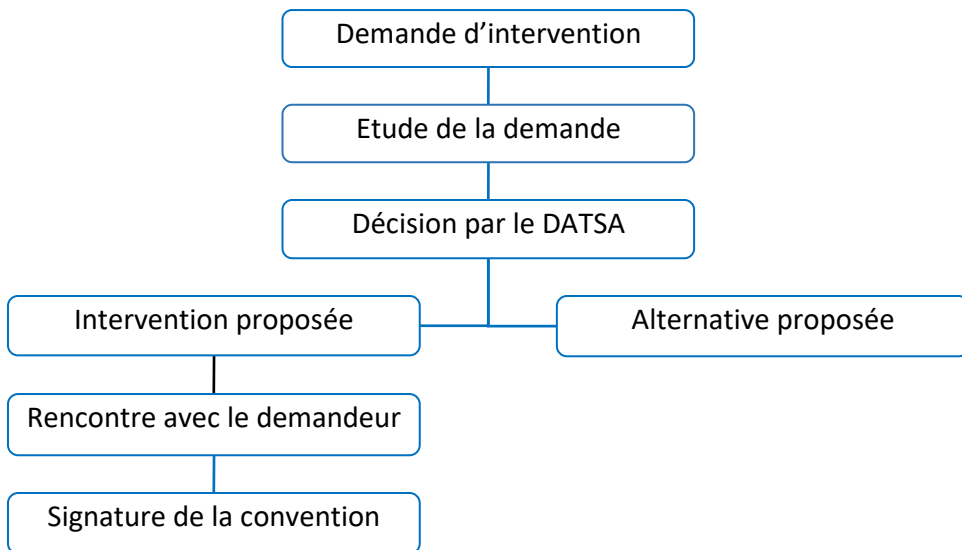 Demande d’intervention
Etude de la demande
Décision par le DATSA
Intervention proposée
Alternative proposée
Rencontre avec le demandeur
Signature de la convention